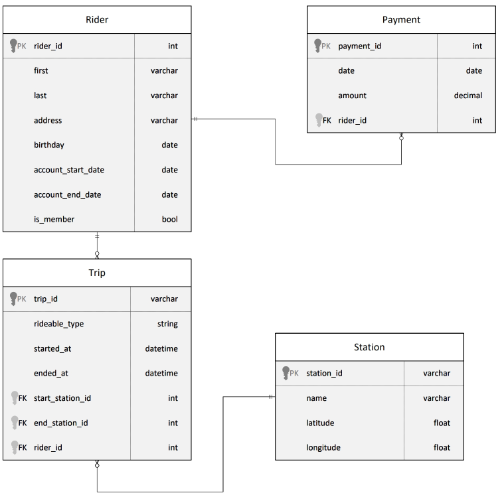 Rider
PK rider_id int
first varchar
last varchar
address varchar
birthday date
account_start_date date
account_end_date date
is_member bool
Payment
PK payment_id int
date date
amount decimal
FK rider_id int
Trip
PK trip_id varchar
rideable_type string
started_at datetime
ended_at datetime
FK start_station_id int
FK end_station_id int
FK rider_id int
Station
PK station_id varchar
name varchar
latitude float
longitude float